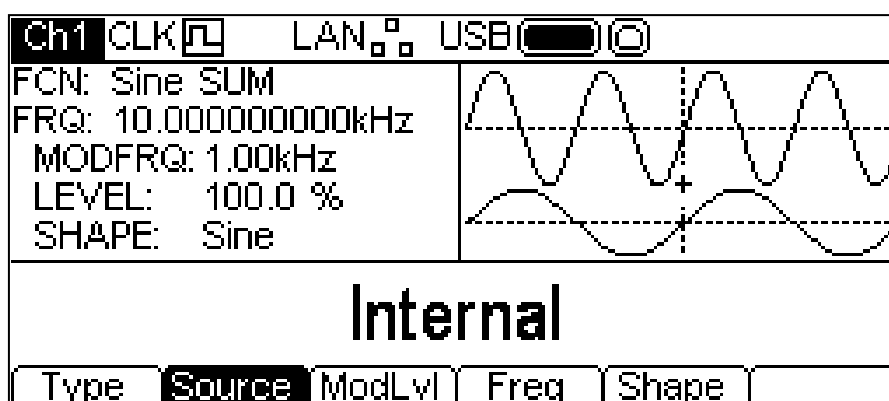 Ch1 CLK LAN USB
FCN: Sine SUM
FRQ: 10.000000000kHz
MODFRQ: 1.00kHz
LEVEL: 100.0 %
SHAPE: Sine
Internal
Type Source ModLvl Freq Shape